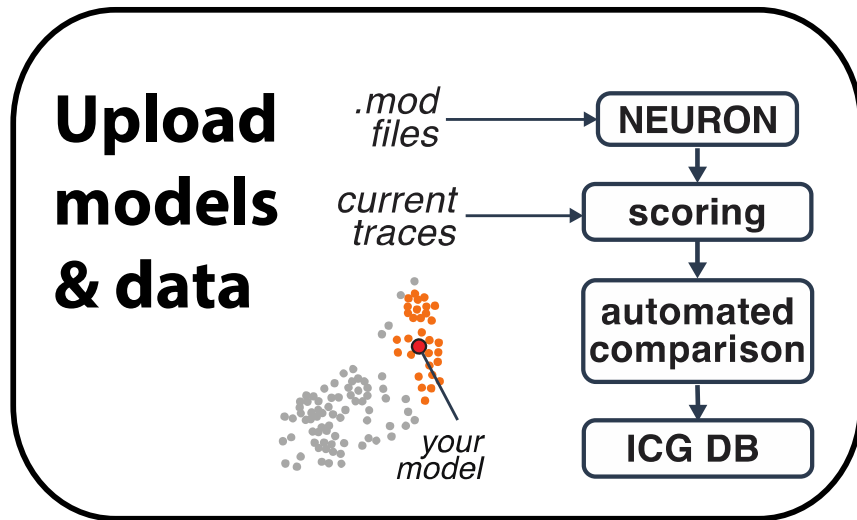 Upload
models
& data
.mod
files
NEURON
current
traces
scoring
automated
comparison
your
model
ICG DB